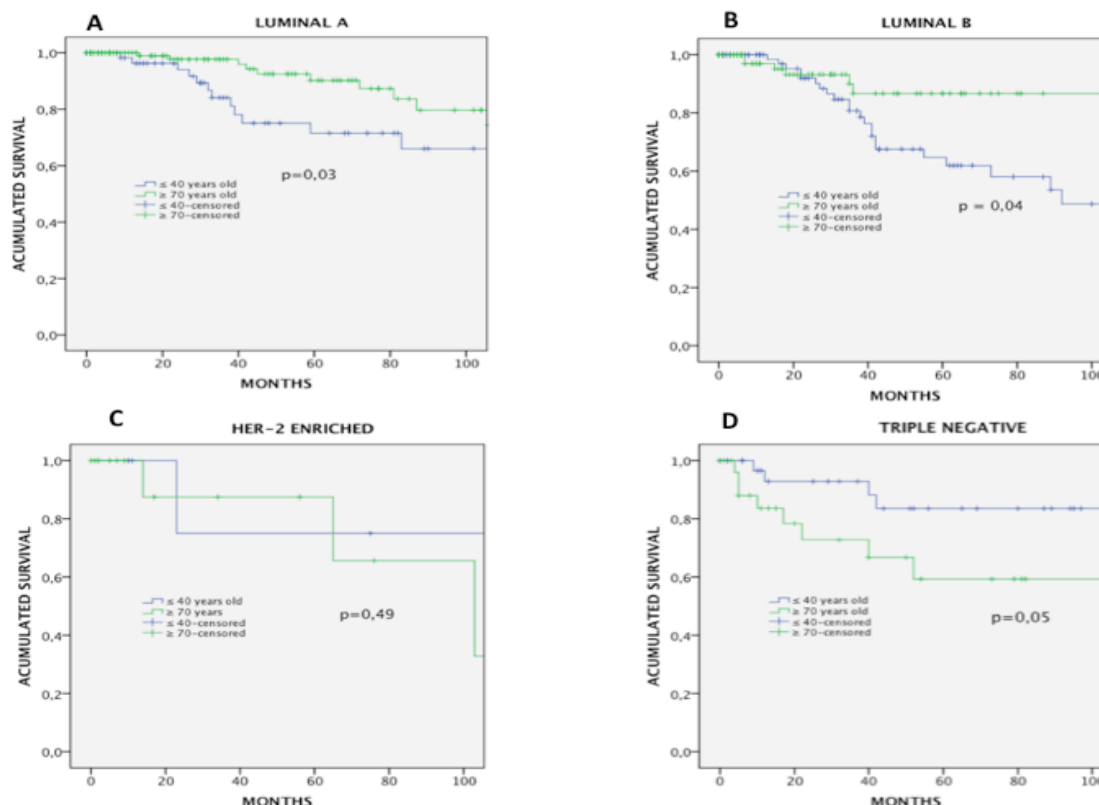 A
LUMINAL A
ACUMULATED SURVIVAL
1,0
0,8
0,6
0,4
0,2
0,0
p=0,03
≤ 40 years old
≥ 70 years old
≤ 40-censored
≥ 70-censored
0 20 40 60 80 100
MONTHS
B
LUMINAL B
ACUMULATED SURVIVAL
1,0
0,8
0,6
0,4
0,2
0,0
≤ 40 years old
≥ 70 years old
≤ 40-censored
≥ 70-censored
p = 0,04
0 20 40 60 80 100
MONTHS
C
HER-2 ENRICHED
ACUMULATED SURVIVAL
1,0
0,8
0,6
0,4
0,2
0,0
≤ 40 years old
≥ 70 years
≤ 40-censored
≥ 70-censored
p=0,49
0 20 40 60 80 100
MONTHS
D
TRIPLE NEGATIVE
ACUMULATED SURVIVAL
1,0
0,8
0,6
0,4
0,2
0,0
≤ 40 years old
≥ 70 years old
≤ 40-censored
≥ 70-censored
p=0,05
0 20 40 60 80 100
MONTHS